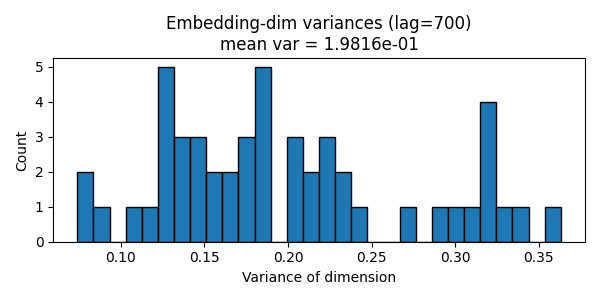 Embedding-dim variances (lag=700)
mean var = 1.9816e-01
5
4
3
2
1
0
Count
0.10 0.15 0.20 0.25 0.30 0.35
Variance of dimension